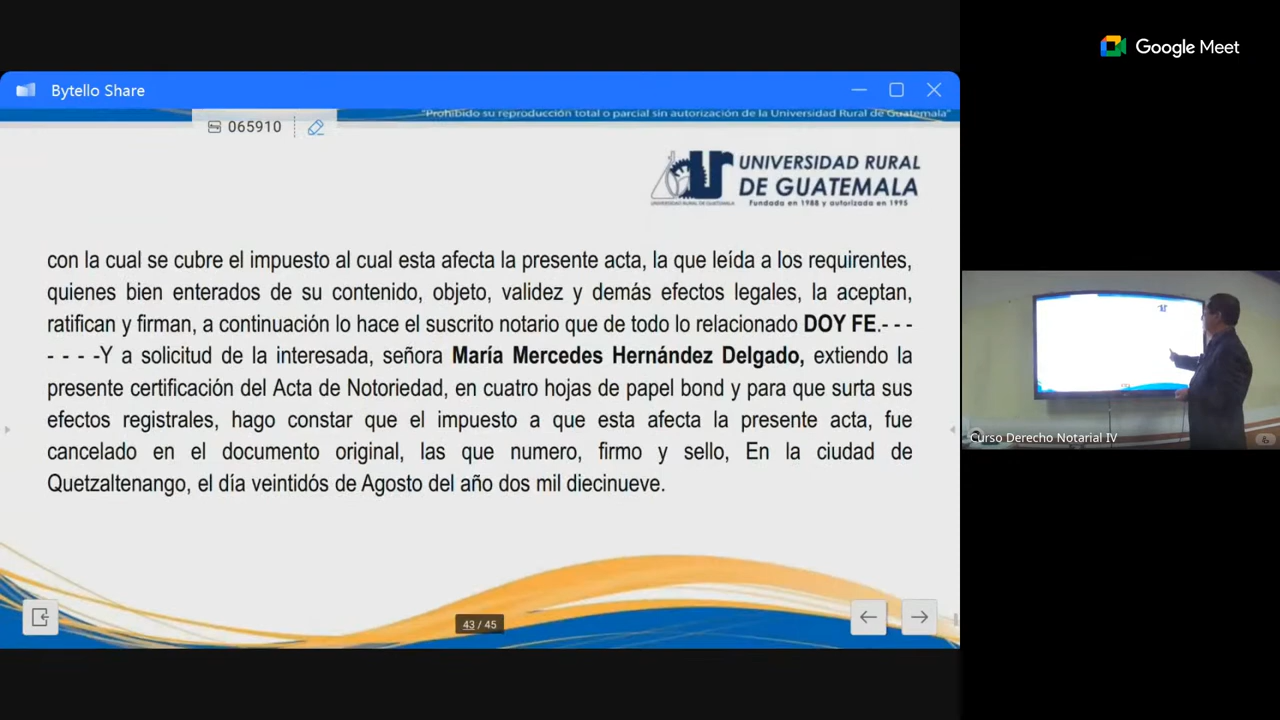 Google Meet
Bytello Share
"Prohibido su reproducción total o parcial sin autorización de la Universidad Rural de Guatemala"
065910
UNIVERSIDAD RURAL
DE GUATEMALA
Fundada en 1988 y autorizada en 1995
UNIVERSIDAD RURAL DE GUATEMALA
con la cual se cubre el impuesto al cual esta afecta la presente acta, la que leída a los requirentes,
quienes bien enterados de su contenido, objeto, validez y demás efectos legales, la aceptan,
ratifican y firman, a continuación lo hace el suscrito notario que de todo lo relacionado DOY FE.- - -
- - - -Y a solicitud de la interesada, señora María Mercedes Hernández Delgado, extiendo la
presente certificación del Acta de Notoriedad, en cuatro hojas de papel bond y para que surta sus
efectos registrales, hago constar que el impuesto a que esta afecta la presente acta, fue
cancelado en el documento original, las que numero, firmo y sello, En la ciudad de
Quetzaltenango, el día veintidós de Agosto del año dos mil diecinueve.
43 / 45
Curso Derecho Notarial IV